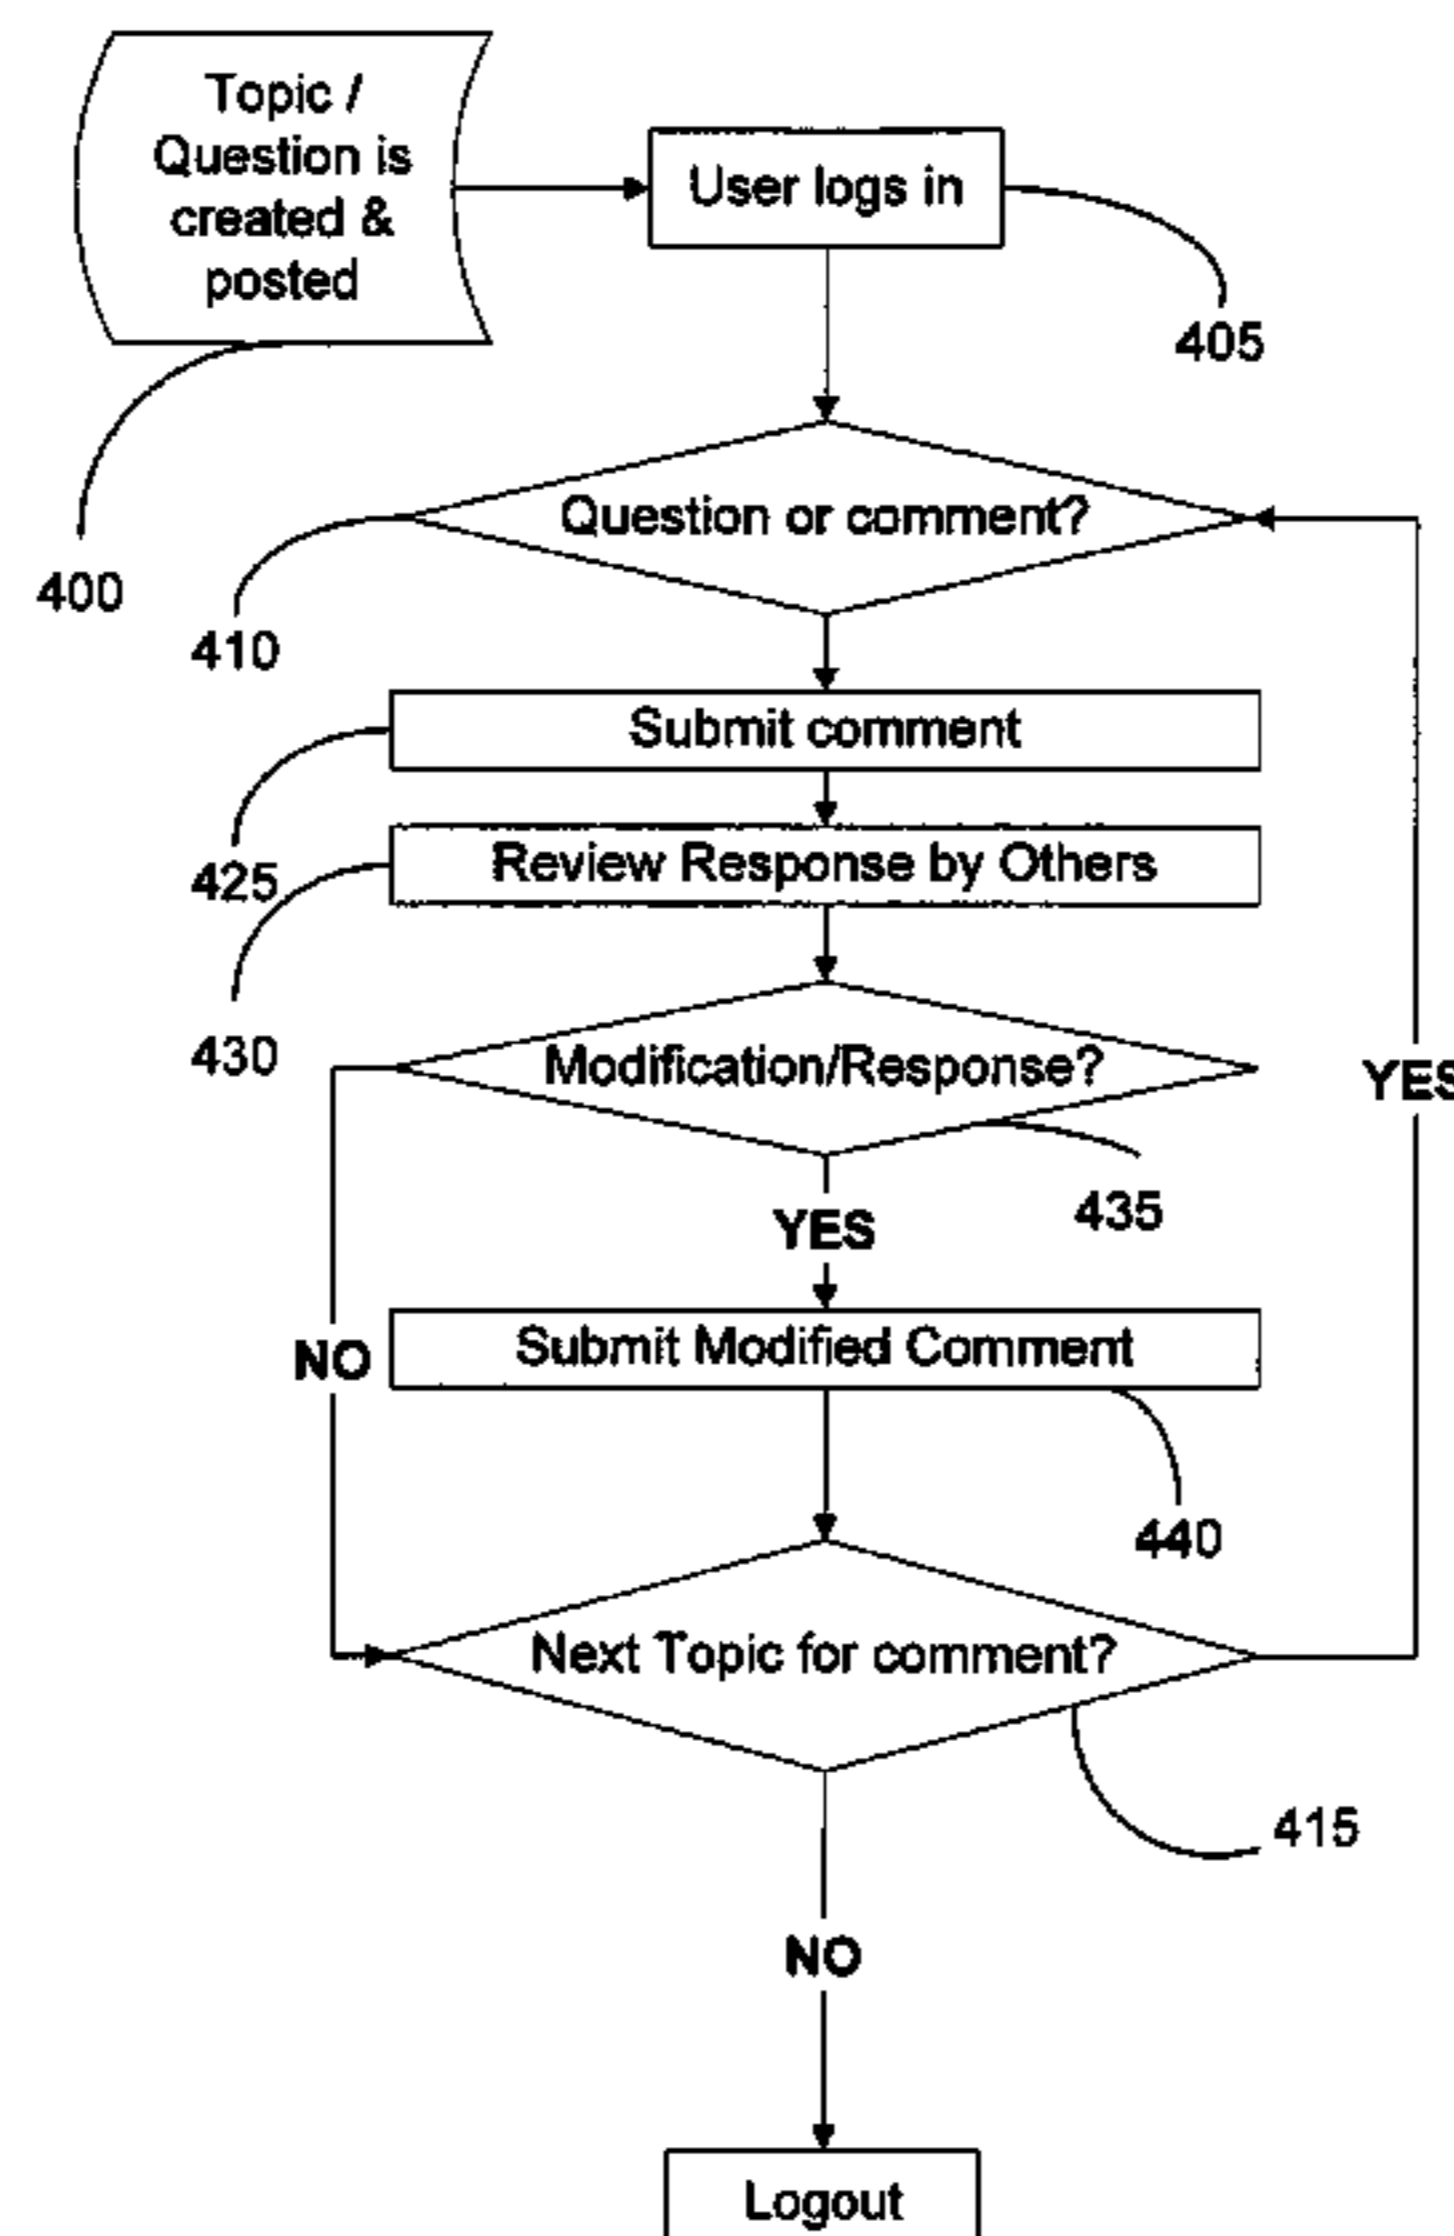 Topic /
Question is
created &
posted
User logs in
405
400
Question or comment?
410
Submit comment
425
Review Response by Others
430
Modification/Response?
YES
435
YES
NO
Submit Modified Comment
440
Next Topic for comment?
415
NO
Logout